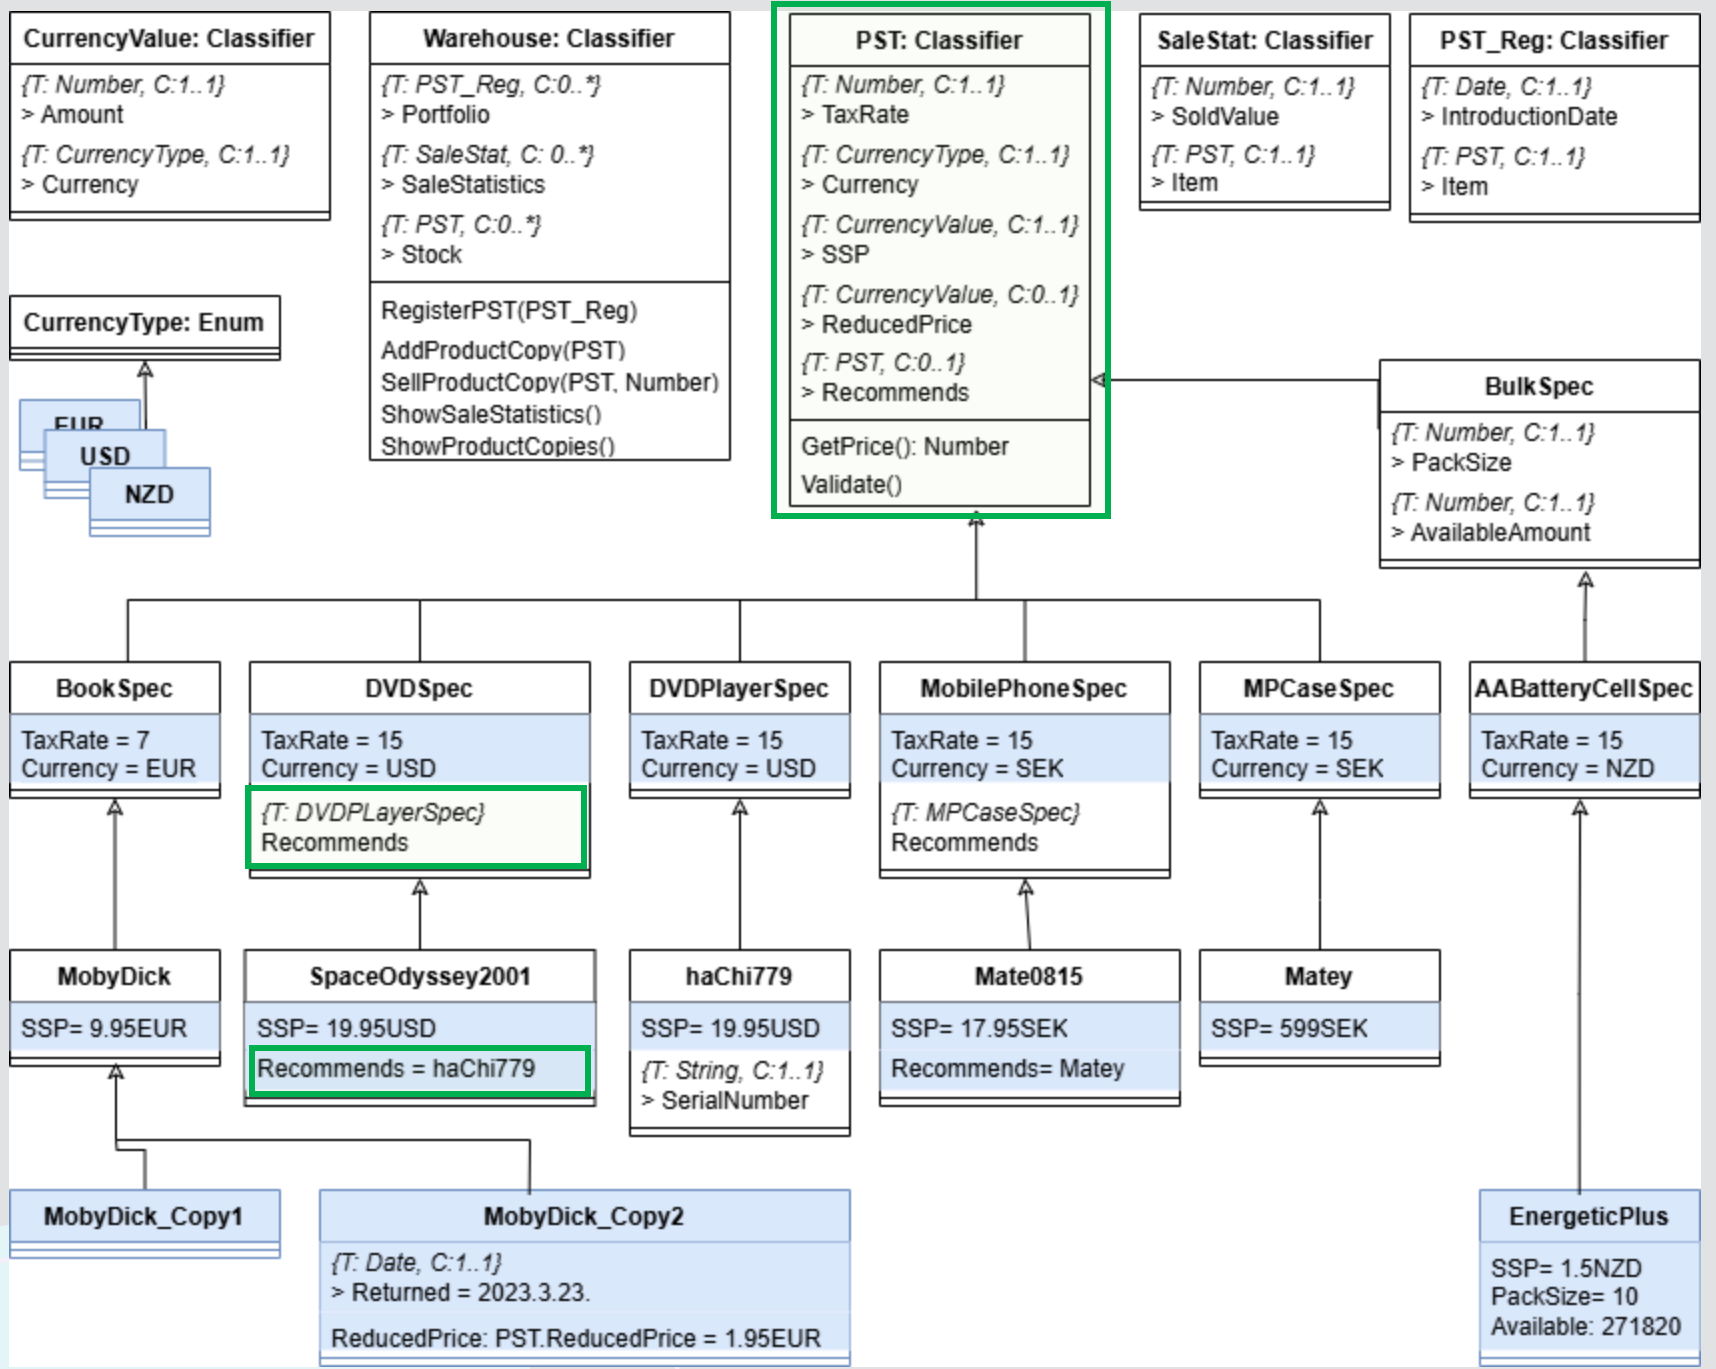 CurrencyValue: Classifier
{T: Number, C:1..1}
> Amount
{T: CurrencyType, C:1..1}
> Currency
Warehouse: Classifier
{T: PST_Reg, C:0..*}
> Portfolio
{T: SaleStat, C: 0..*}
> SaleStatistics
{T: PST, C:0..*}
> Stock
RegisterPST(PST_Reg)
AddProductCopy(PST)
SellProductCopy(PST, Number)
ShowSaleStatistics()
ShowProductCopies()
PST: Classifier
{T: Number, C:1..1}
> TaxRate
{T: CurrencyType, C:1..1}
> Currency
{T: CurrencyValue, C:1..1}
> SSP
{T: CurrencyValue, C:0..1}
> ReducedPrice
{T: PST, C:0..1}
> Recommends
GetPrice(): Number
Validate()
SaleStat: Classifier
{T: Number, C:1..1}
> SoldValue
{T: PST, C:1..1}
> Item
PST_Reg: Classifier
{T: Date, C:1..1}
> IntroductionDate
{T: PST, C:1..1}
> Item
CurrencyType: Enum
EUR
USD
NZD
BulkSpec
{T: Number, C:1..1}
> PackSize
{T: Number, C:1..1}
> AvailableAmount
BookSpec
TaxRate = 7
Currency = EUR
DVDSpec
TaxRate = 15
Currency = USD
{T: DVDPLayerSpec}
Recommends
DVDPlayerSpec
TaxRate = 15
Currency = USD
MobilePhoneSpec
TaxRate = 15
Currency = SEK
{T: MPCaseSpec}
Recommends
MPCaseSpec
TaxRate = 15
Currency = SEK
AABatteryCellSpec
TaxRate = 15
Currency = NZD
MobyDick
SSP= 9.95EUR
SpaceOdyssey2001
SSP= 19.95USD
Recommends = haChi779
haChi779
SSP= 19.95USD
{T: String, C:1..1}
> SerialNumber
Mate0815
SSP= 17.95SEK
Recommends= Matey
Matey
SSP= 599SEK
MobyDick_Copy1
MobyDick_Copy2
{T: Date, C:1..1}
> Returned = 2023.3.23.
ReducedPrice: PST.ReducedPrice = 1.95EUR
EnergeticPlus
SSP= 1.5NZD
PackSize= 10
Available: 271820